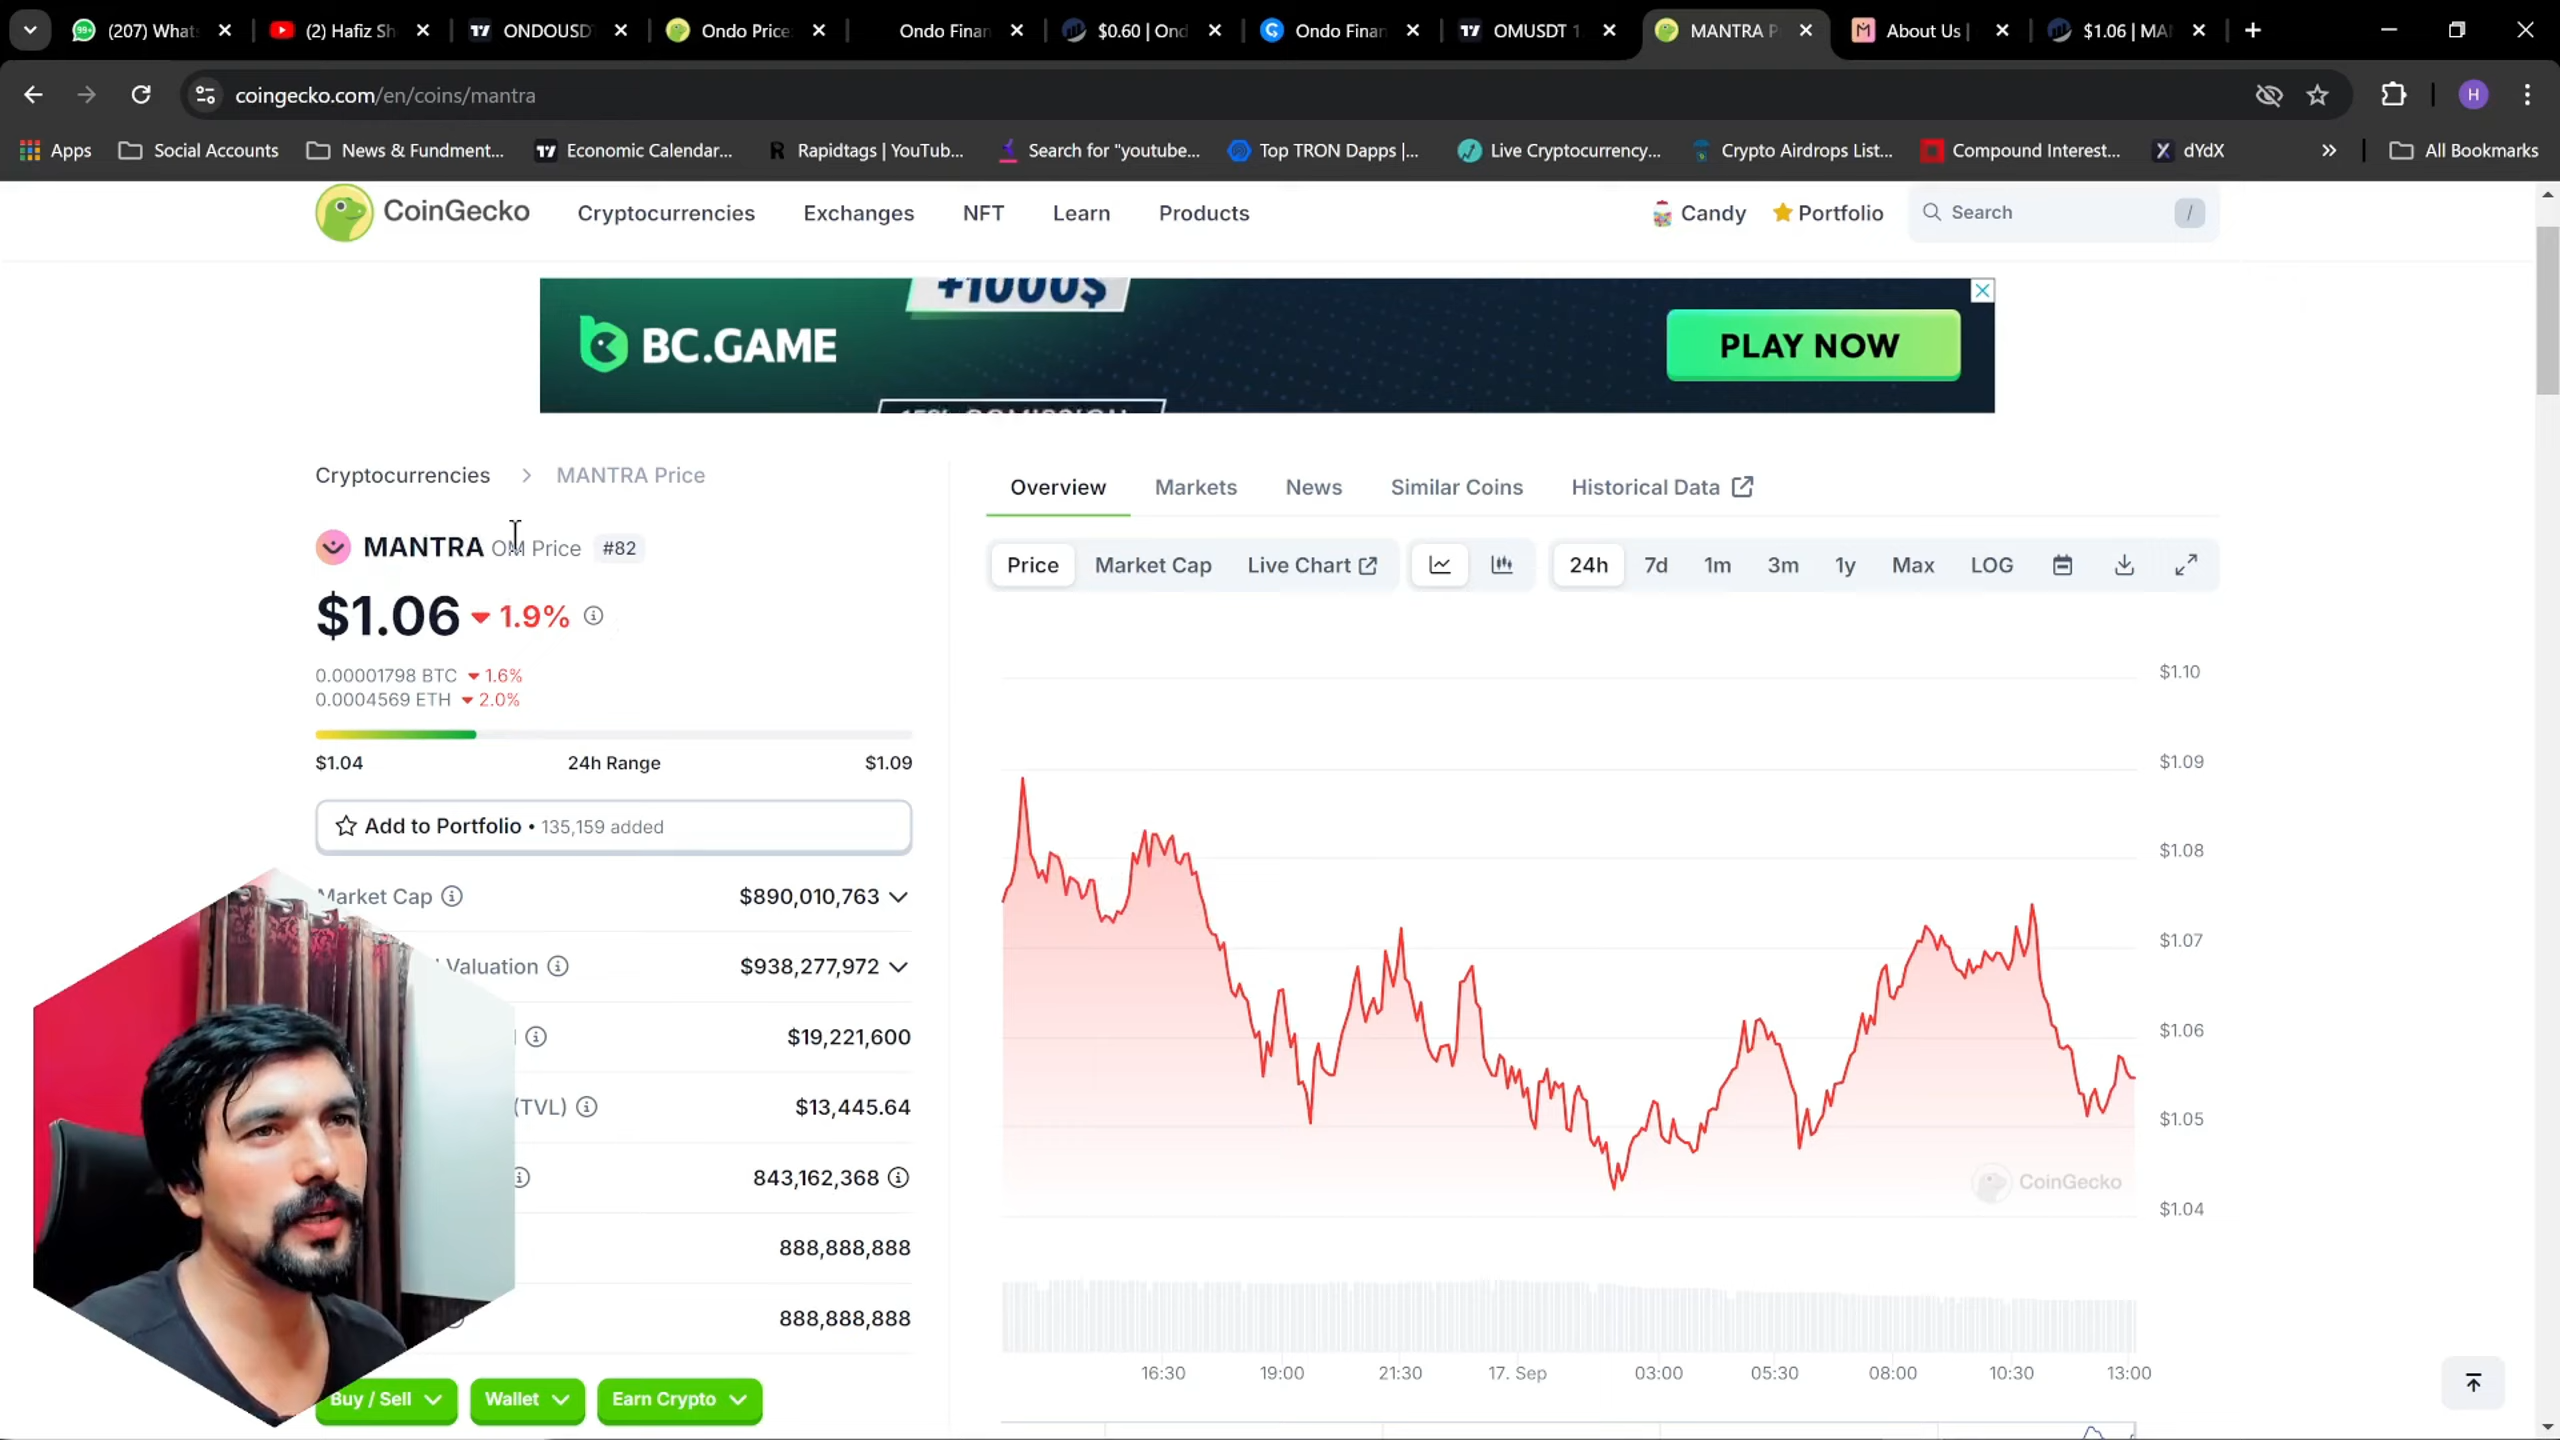 (207) Whats
(2) Hafiz Sh
ONDOUSDT
Ondo Price
Ondo Finan
$0.60 | Ond
Ondo Finan
OMUSDT 1.
MANTRA P
About Us |
$1.06 | MAN
coingecko.com/en/coins/mantra
H
Apps
Social Accounts
News & Fundment...
Economic Calendar...
Rapidtags | YouTub...
Search for "youtube...
Top TRON Dapps |...
Live Cryptocurrency...
Crypto Airdrops List...
Compound Interest...
dYdX
All Bookmarks
CoinGecko
Cryptocurrencies
Exchanges
NFT
Learn
Products
Candy
Portfolio
Search
/
+1000$
BC.GAME
PLAY NOW
Cryptocurrencies > MANTRA Price
MANTRA OM Price #82
$1.06 1.9%
0.00001798 BTC 1.6%
0.0004569 ETH 2.0%
$1.04 24h Range $1.09
Add to Portfolio • 135,159 added
Market Cap $890,010,763
Valuation $938,277,972
$19,221,600
(TVL) $13,445.64
843,162,368
888,888,888
888,888,888
Buy / Sell
Wallet
Earn Crypto
Overview
Markets
News
Similar Coins
Historical Data
Price
Market Cap
Live Chart
24h
7d
1m
3m
1y
Max
LOG
$1.10
$1.09
$1.08
$1.07
$1.06
$1.05
$1.04
CoinGecko
16:30
19:00
21:30
17. Sep
03:00
05:30
08:00
10:30
13:00